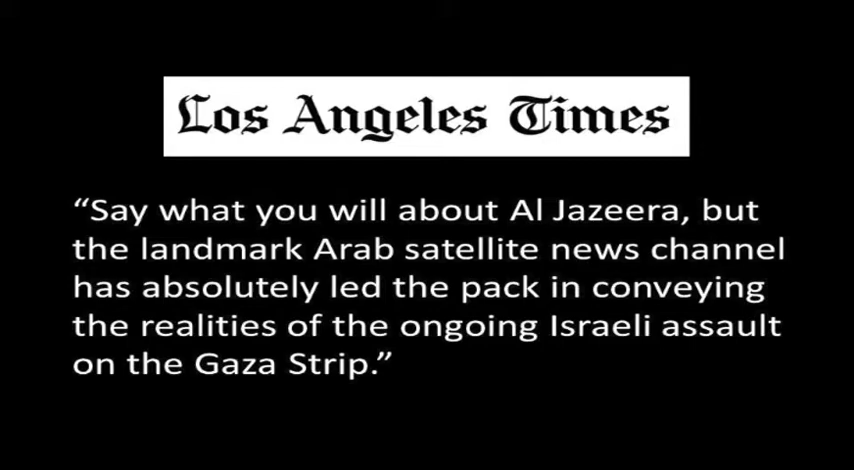 Los Angeles Times
“Say what you will about Al Jazeera, but
the landmark Arab satellite news channel
has absolutely led the pack in conveying
the realities of the ongoing Israeli assault
on the Gaza Strip.”